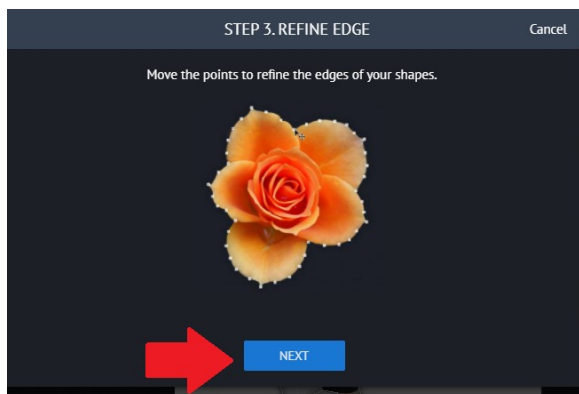 STEP 3. REFINE EDGE
Cancel
Move the points to refine the edges of your shapes.
NEXT